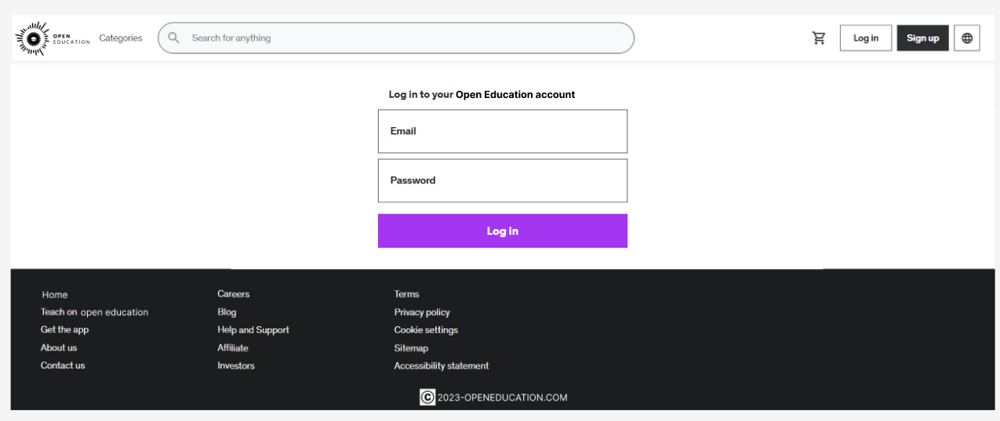 OPEN
EDUCATION
Categories
Search for anything
Log in
Sign up
Log in to your Open Education account
Email
Password
Log in
Home
Teach on open education
Get the app
About us
Contact us
Careers
Blog
Help and Support
Affiliate
Investors
Terms
Privacy policy
Cookie settings
Sitemap
Accessibility statement
© 2023-OPENEDUCATION.COM